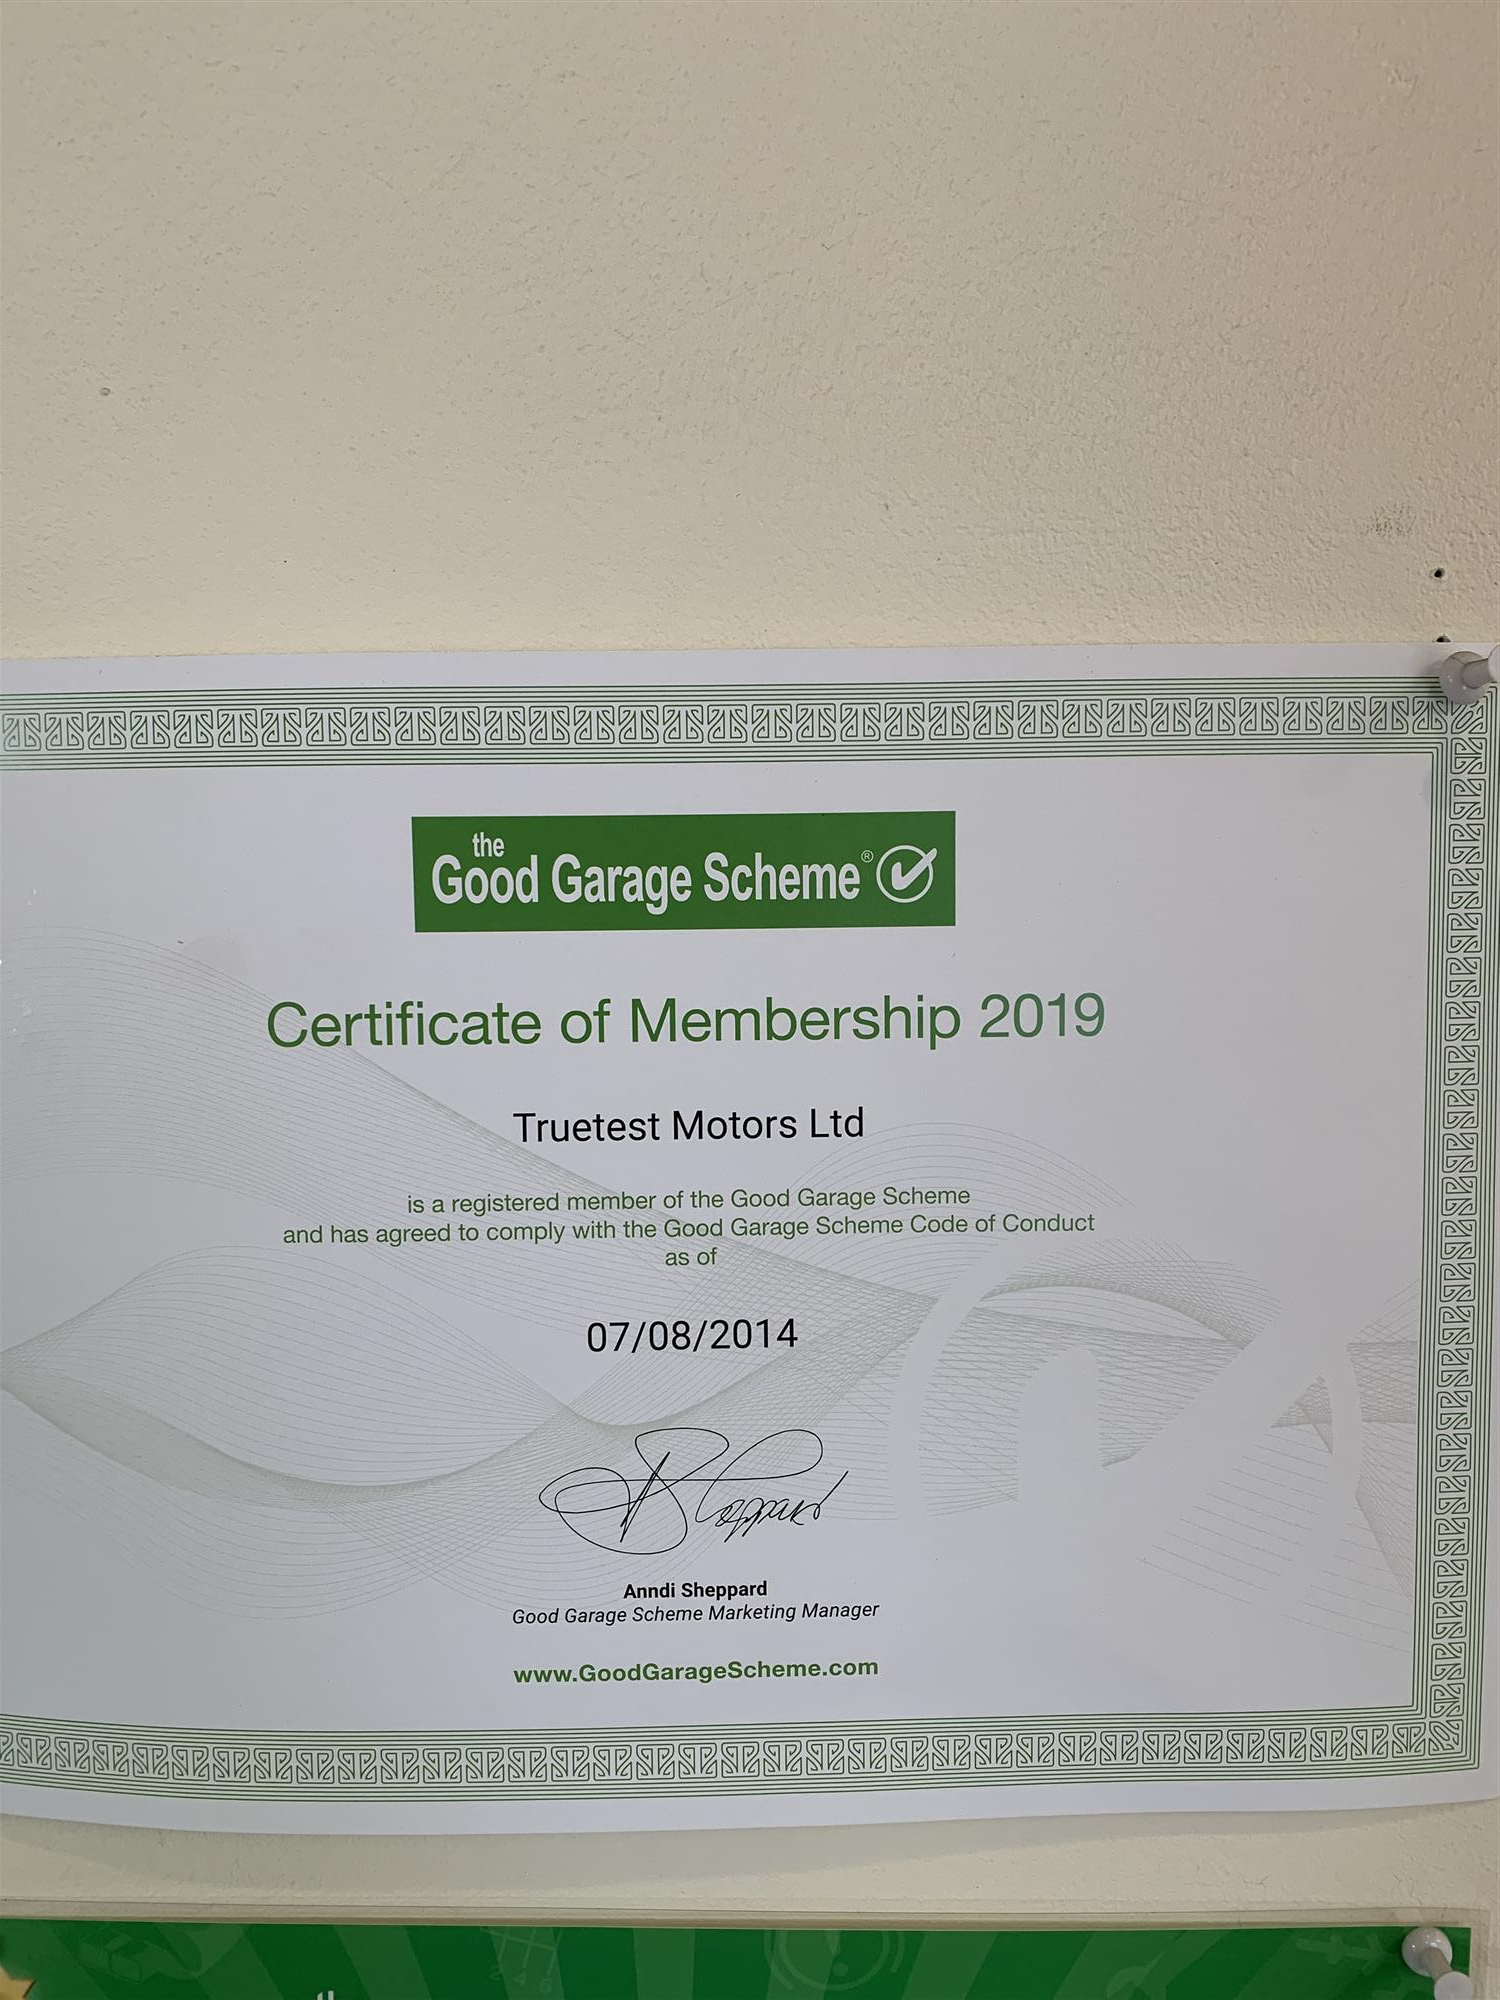 the
Good Garage Scheme®
Certificate of Membership 2019
Truetest Motors Ltd
is a registered member of the Good Garage Scheme
and has agreed to comply with the Good Garage Scheme Code of Conduct
as of
07/08/2014
Anndi Sheppard
Good Garage Scheme Marketing Manager
www.GoodGarageScheme.com